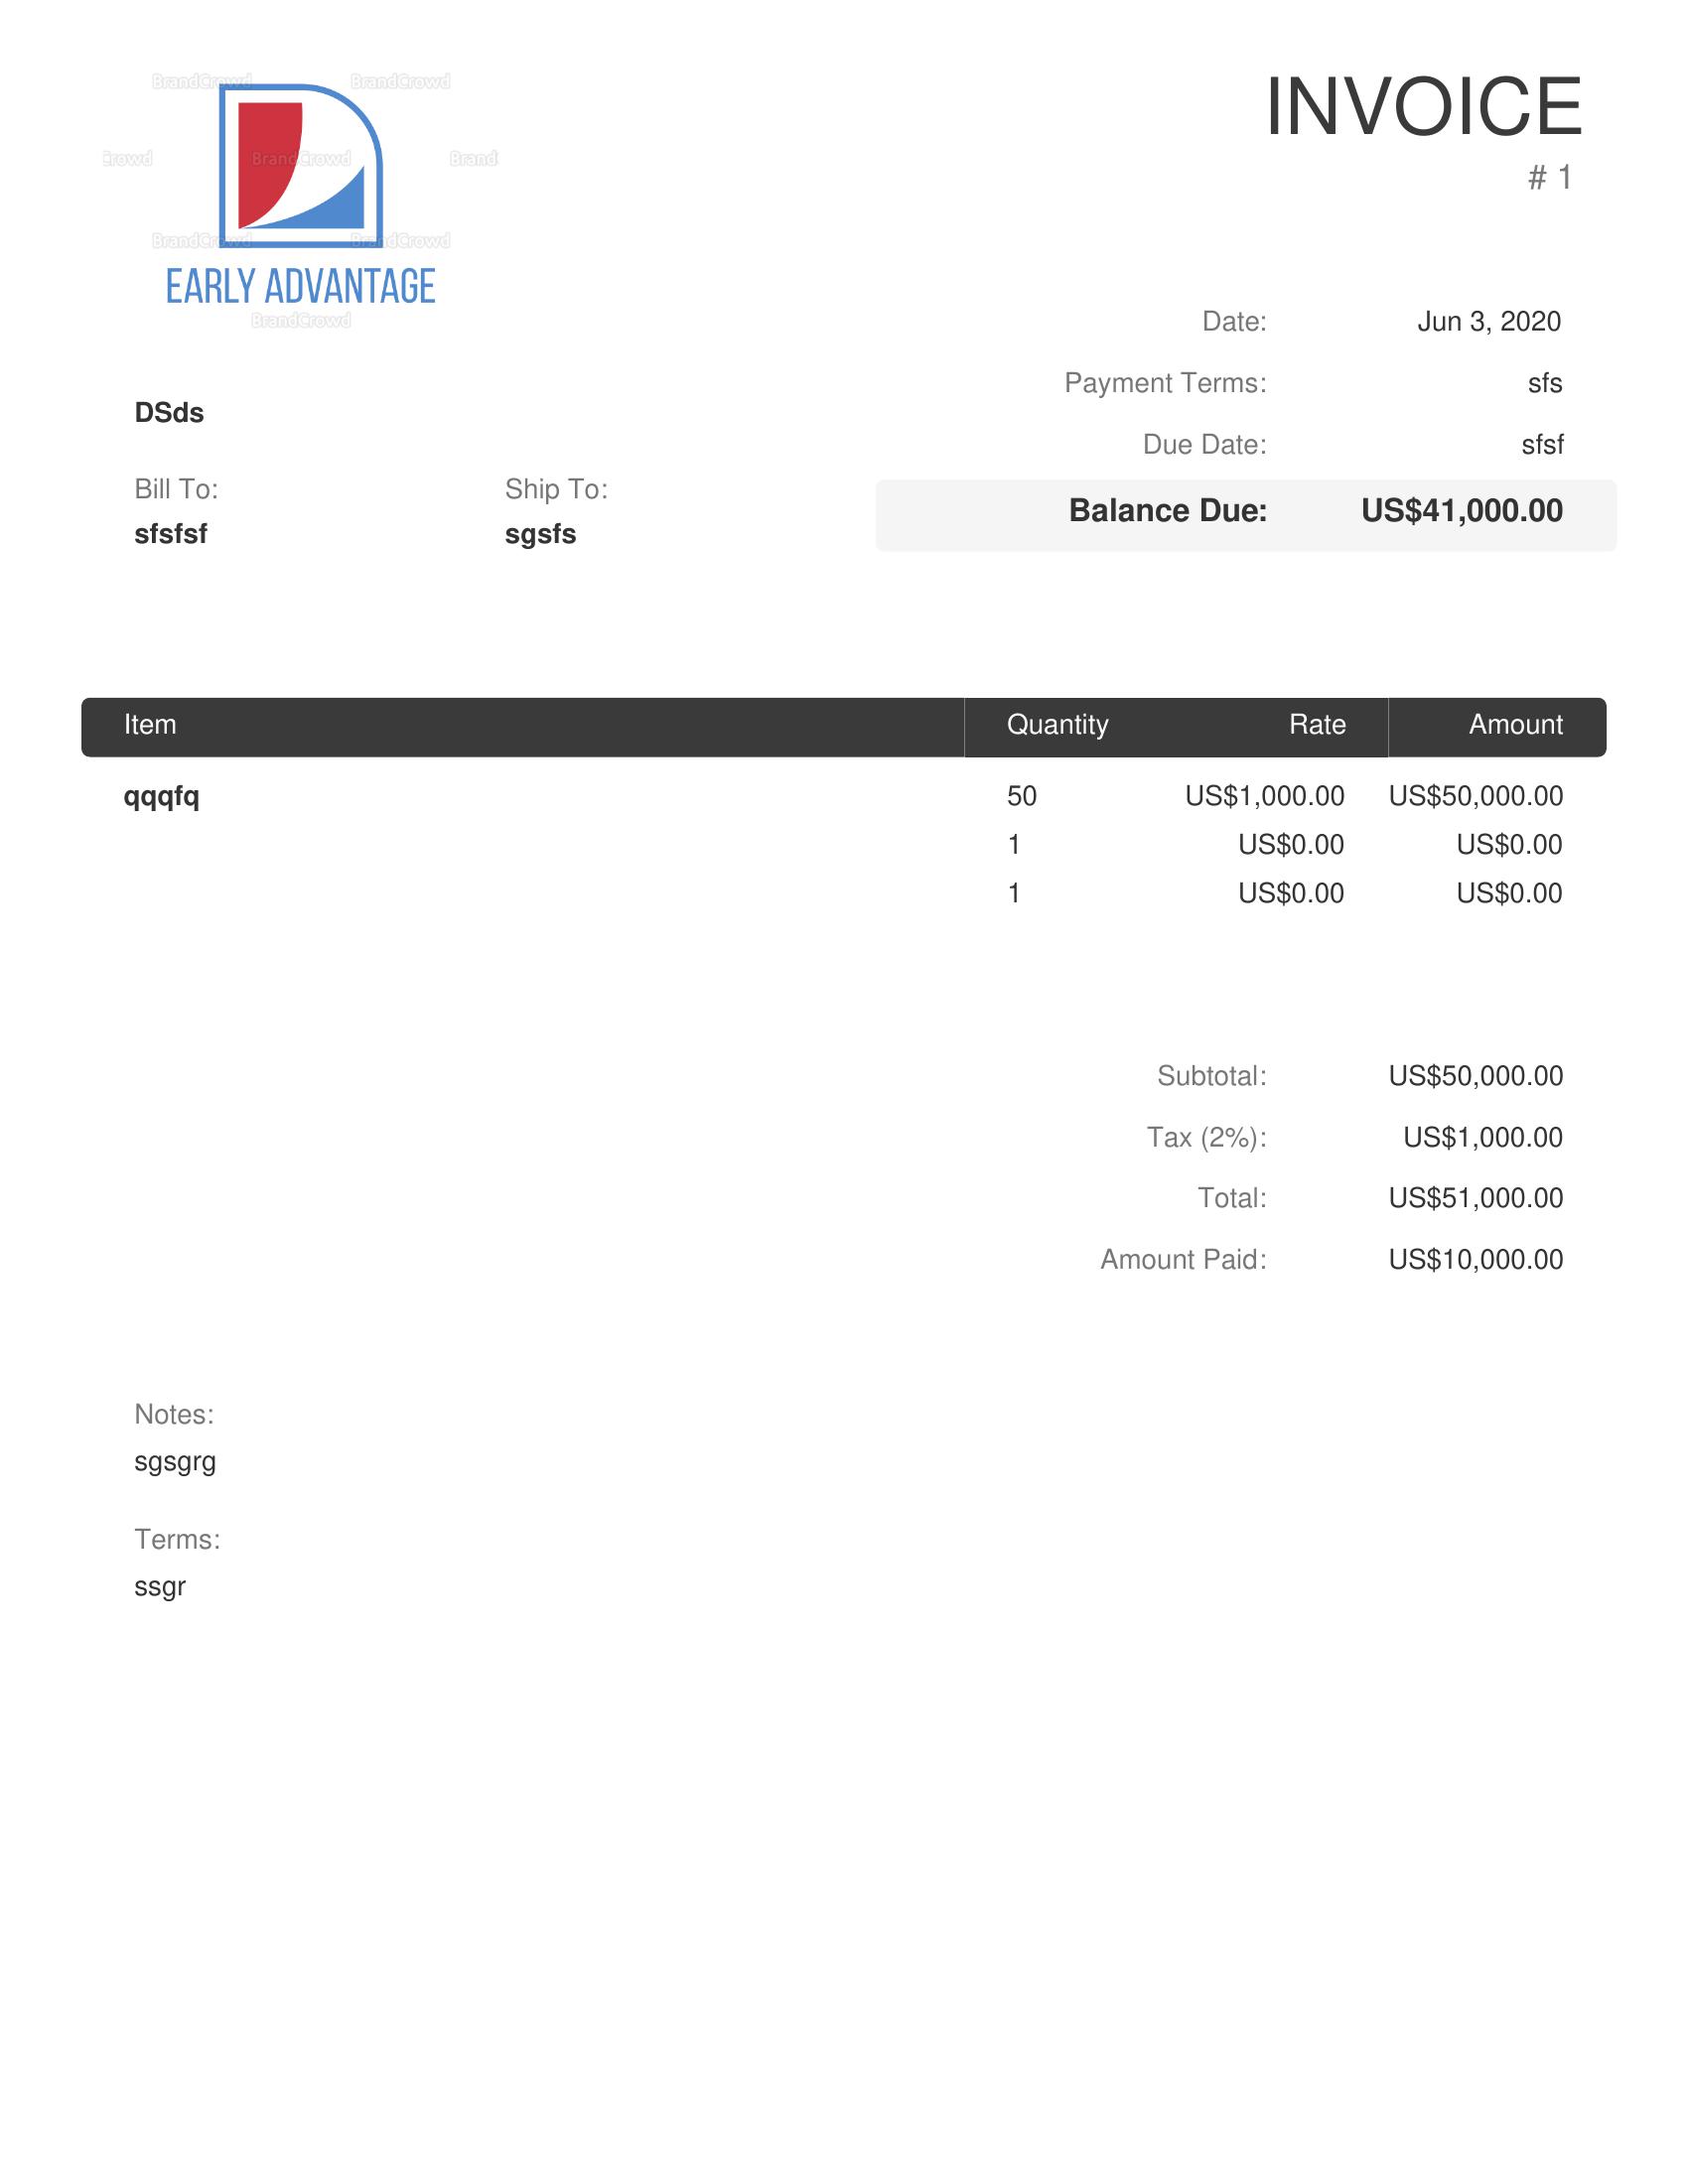 BrandCrowd BrandCrowd
Crowd BrandCrowd Brand
BrandCrowd BrandCrowd
EARLY ADVANTAGE
BrandCrowd
INVOICE
# 1
Date: Jun 3, 2020
Payment Terms: sfs
Due Date: sfsf
Balance Due: US$41,000.00
DSds
Bill To: Ship To:
sfsfsf sgsfs
Item Quantity Rate Amount
qqqfq 50 US$1,000.00 US$50,000.00
1 US$0.00 US$0.00
1 US$0.00 US$0.00
Subtotal: US$50,000.00
Tax (2%): US$1,000.00
Total: US$51,000.00
Amount Paid: US$10,000.00
Notes:
sgsgrg
Terms:
ssgr